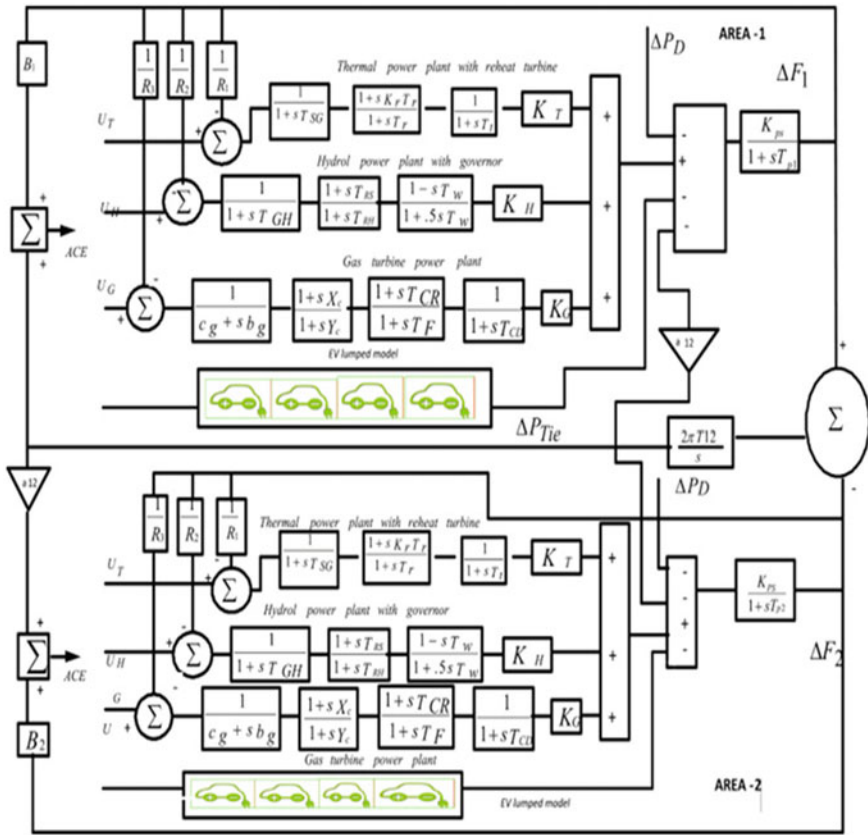 AREA -1
ΔP_D
ΔF_1
B_1
1/R_3
1/R_2
1/R_1
Thermal power plant with reheat turbine
U_T
Σ
1/(1+sT_SG)
(1+sK_rT_r)/(1+sT_r)
1/(1+sT_t)
K_T
+
-
+
-
-
K_ps/(1+sT_p1)
Hydrol power plant with governor
U_H
Σ
1/(1+sT_GH)
(1+sT_RS)/(1+sT_RH)
(1-sT_w)/(1+.5sT_w)
K_H
+
Σ
ACE
Gas turbine power plant
U_G
Σ
1/(c_g+sb_g)
(1+sX_c)/(1+sY_c)
(1+sT_CR)/(1+sT_F)
1/(1+sT_CD)
K_G
+
EV lumped model
a 12
+
ΔP_Tie
2πT12/s
Σ
-
a 12
ΔP_D
1/R_3
1/R_2
1/R_1
Thermal power plant with reheat turbine
U_T
Σ
1/(1+sT_SG)
(1+sK_rT_r)/(1+sT_r)
1/(1+sT_t)
K_T
+
-
-
+
-
K_PS/(1+sT_P2)
Hydrol power plant with governor
U_H
Σ
1/(1+sT_GH)
(1+sT_RS)/(1+sT_RH)
(1-sT_w)/(1+.5sT_w)
K_H
+
ΔF_2
Σ
ACE
G
U
Σ
1/(c_g+sb_g)
(1+sX_c)/(1+sY_c)
(1+sT_CR)/(1+sT_F)
1/(1+sT_CD)
K_G
+
B_2
Gas turbine power plant
EV lumped model
AREA -2